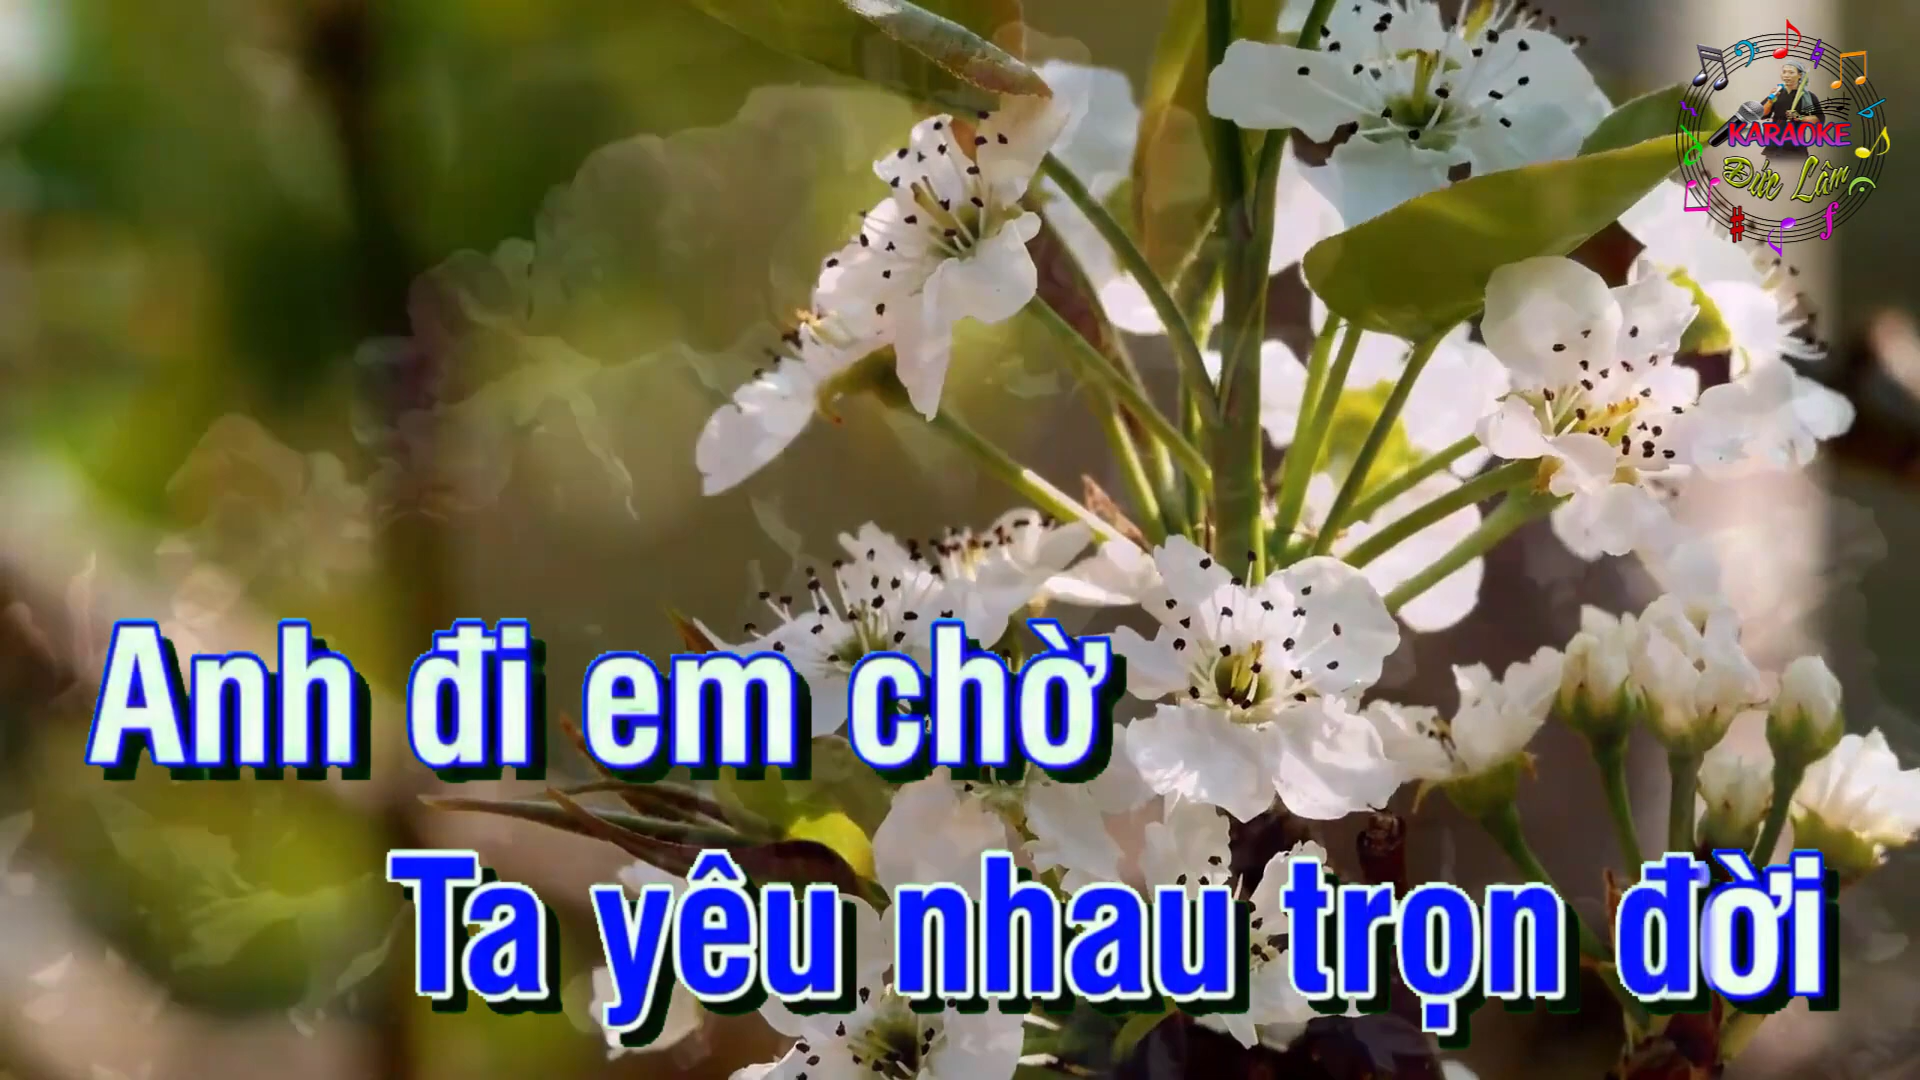 KARAOKE
Đức Lâm
Anh đi em chờ
Ta yêu nhau trọn đời